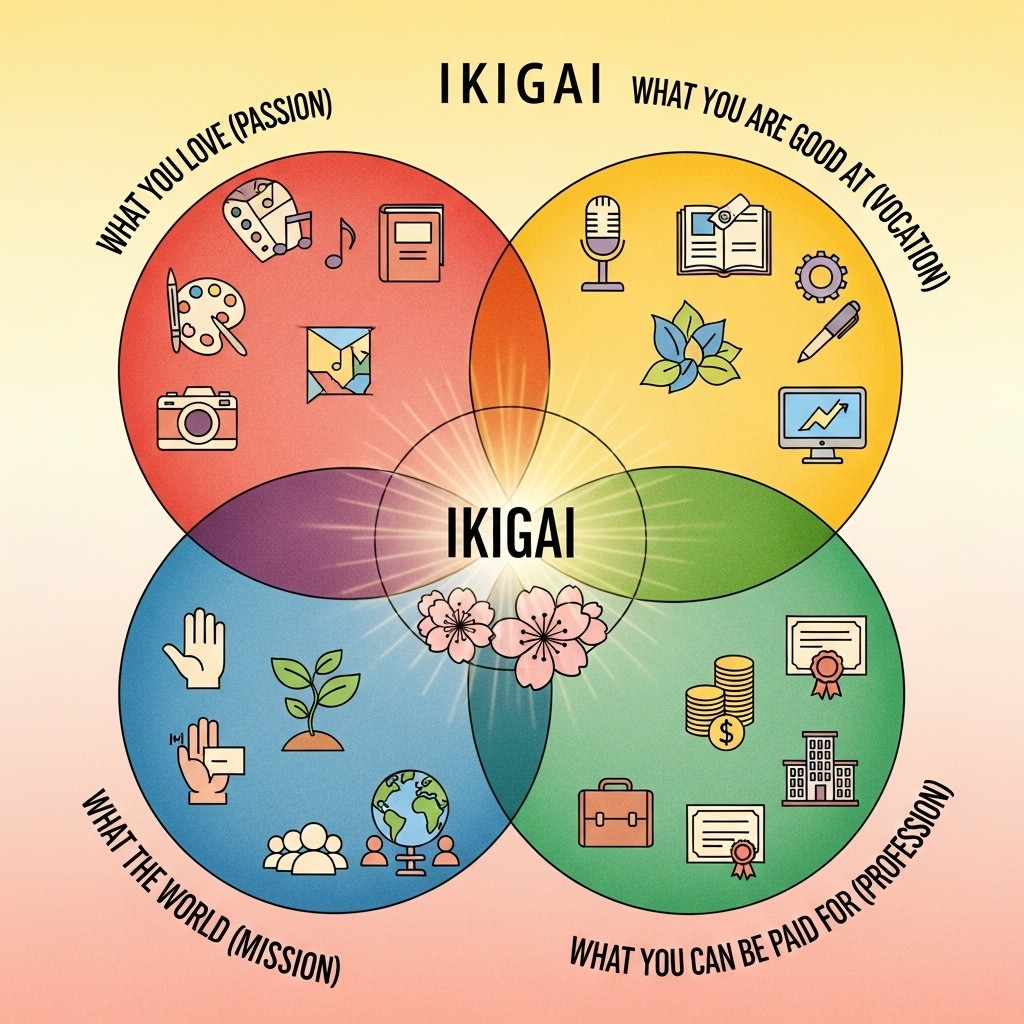 IKIGAI
WHAT YOU LOVE (PASSION)
WHAT YOU ARE GOOD AT (VOCATION)
IKIGAI
$
WHAT THE WORLD (MISSION)
WHAT YOU CAN BE PAID FOR (PROFESSION)